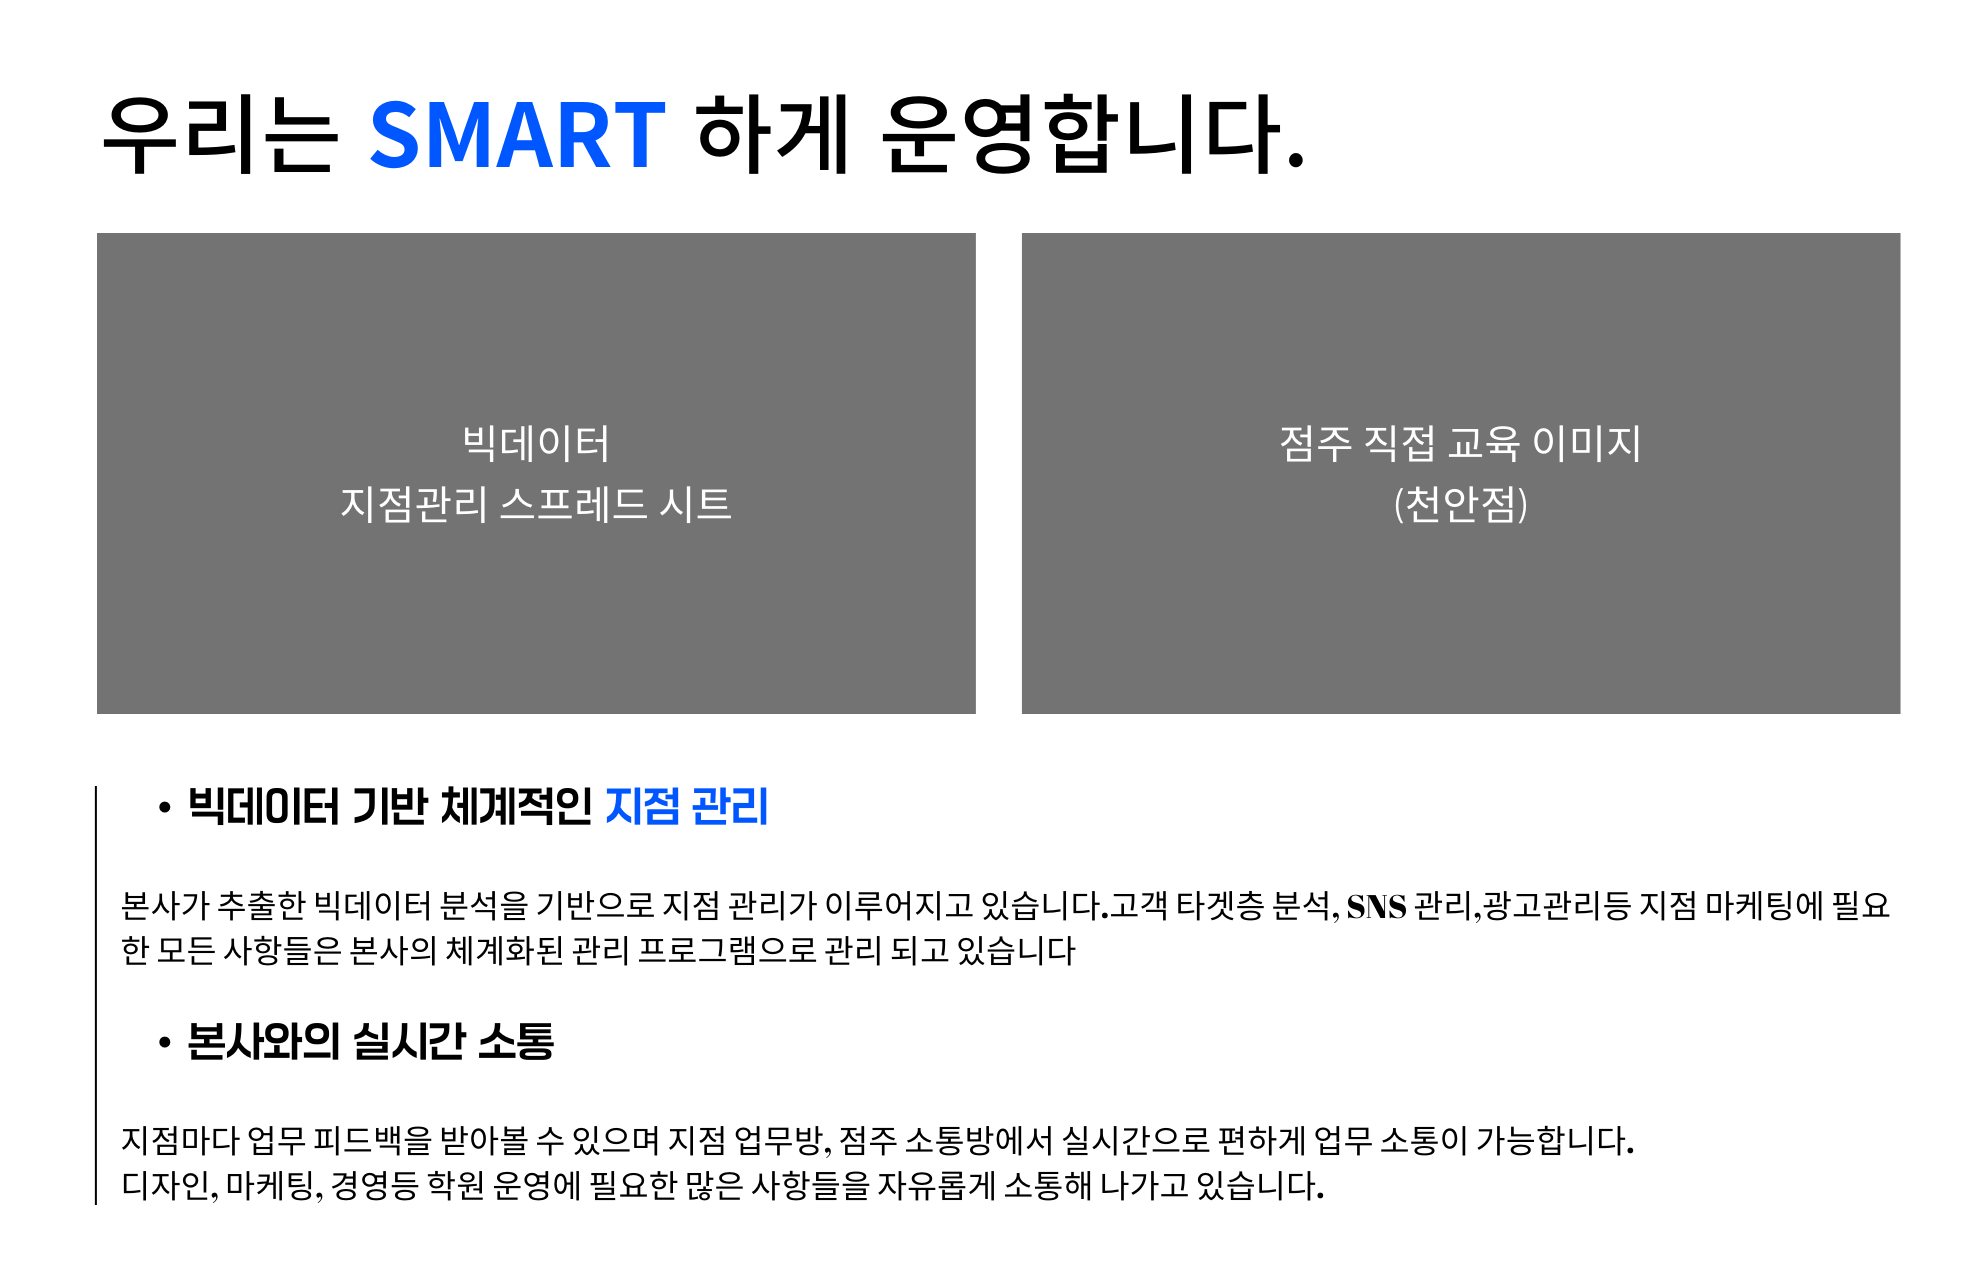 우리는 SMART 하게 운영합니다.
빅데이터
지점관리 스프레드 시트
점주 직접 교육 이미지
(천안점)
• 빅데이터 기반 체계적인 지점 관리
본사가 추출한 빅데이터 분석을 기반으로 지점 관리가 이루어지고 있습니다.고객 타겟층 분석, SNS 관리,광고관리등 지점 마케팅에 필요
한 모든 사항들은 본사의 체계화된 관리 프로그램으로 관리 되고 있습니다
• 본사와의 실시간 소통
지점마다 업무 피드백을 받아볼 수 있으며 지점 업무방, 점주 소통방에서 실시간으로 편하게 업무 소통이 가능합니다.
디자인, 마케팅, 경영등 학원 운영에 필요한 많은 사항들을 자유롭게 소통해 나가고 있습니다.